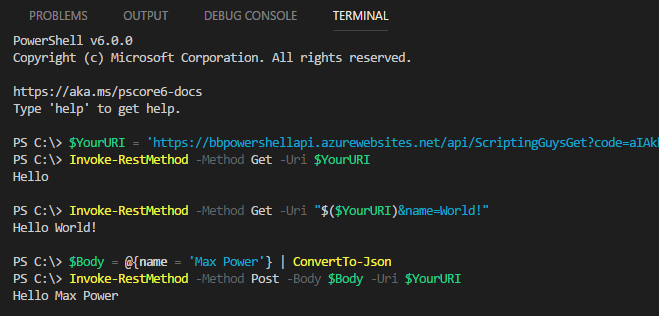 PROBLEMS OUTPUT DEBUG CONSOLE TERMINAL
PowerShell v6.0.0
Copyright (c) Microsoft Corporation. All rights reserved.
https://aka.ms/pscore6-docs
Type 'help' to get help.
PS C:\> $YourURI = 'https://bbpowershellapi.azurewebsites.net/api/ScriptingGuysGet?code=aIAk
PS C:\> Invoke-RestMethod -Method Get -Uri $YourURI
Hello
PS C:\> Invoke-RestMethod -Method Get -Uri "$($YourURI)&name=World!"
Hello World!
PS C:\> $Body = @{name = 'Max Power'} | ConvertTo-Json
PS C:\> Invoke-RestMethod -Method Post -Body $Body -Uri $YourURI
Hello Max Power